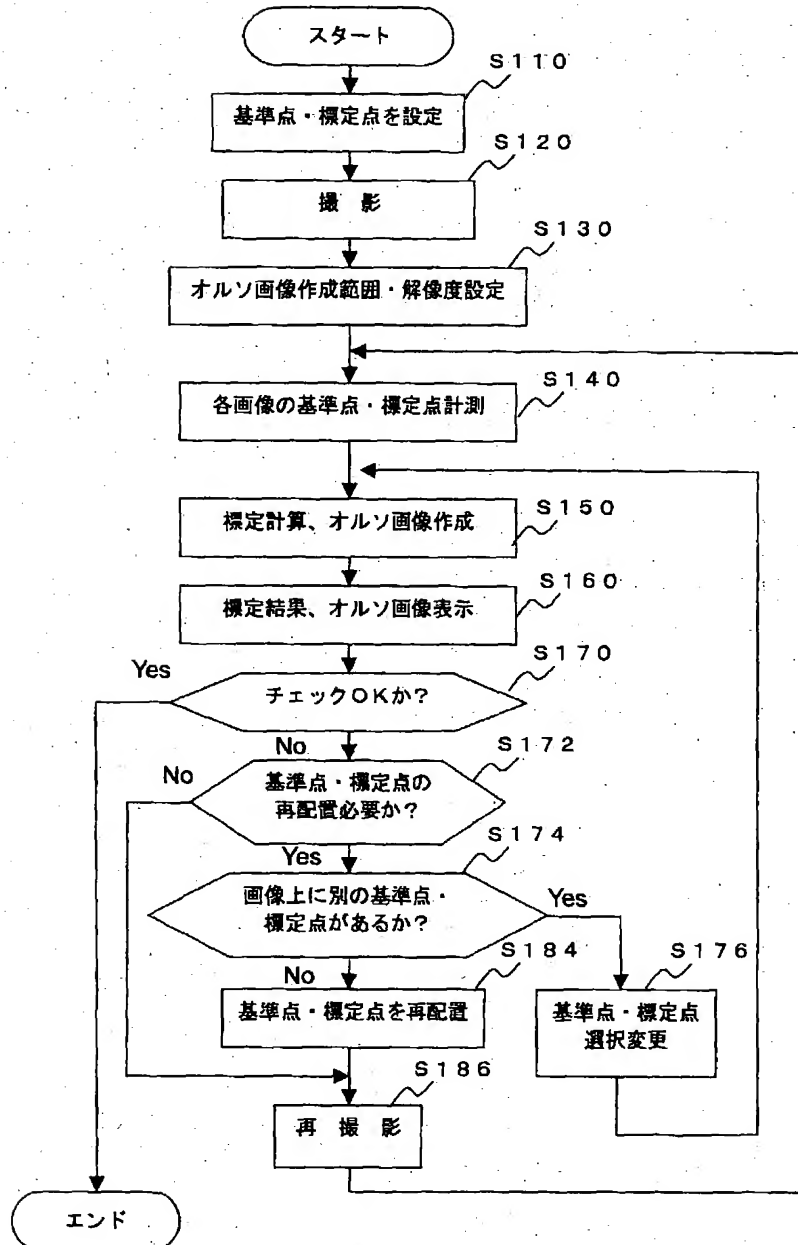 スタート
S110
基準点・標定点を設定
S120
撮 影
S130
オルソ画像作成範囲・解像度設定
S140
各画像の基準点・標定点計測
S150
標定計算、オルソ画像作成
S160
標定結果、オルソ画像表示
S170
Yes
チェックOKか?
No
S172
No
基準点・標定点の
再配置必要か?
S174
Yes
画像上に別の基準点・
標定点があるか?
Yes
S184
No
S176
基準点・標定点を再配置
基準点・標定点
選択変更
S186
再 撮 影
エンド